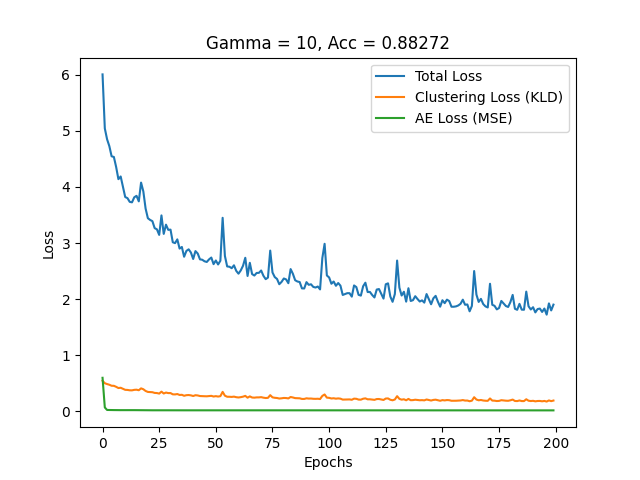 Gamma = 10, Acc = 0.88272
Total Loss
Clustering Loss (KLD)
AE Loss (MSE)
Loss
6
5
4
3
2
1
0
0 25 50 75 100 125 150 175 200
Epochs